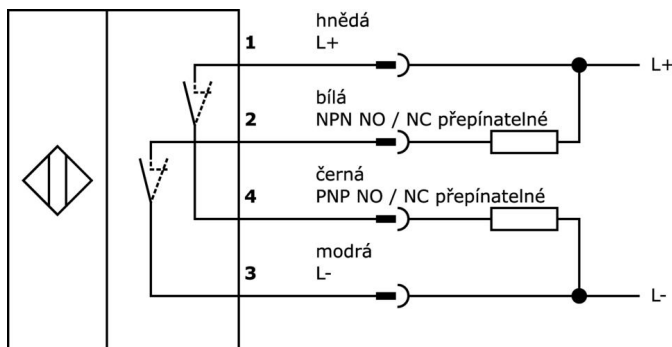 hnědá
1 L+
L+
bílá
2 NPN NO / NC přepínatelné
černá
4 PNP NO / NC přepínatelné
modrá
3 L-
L-